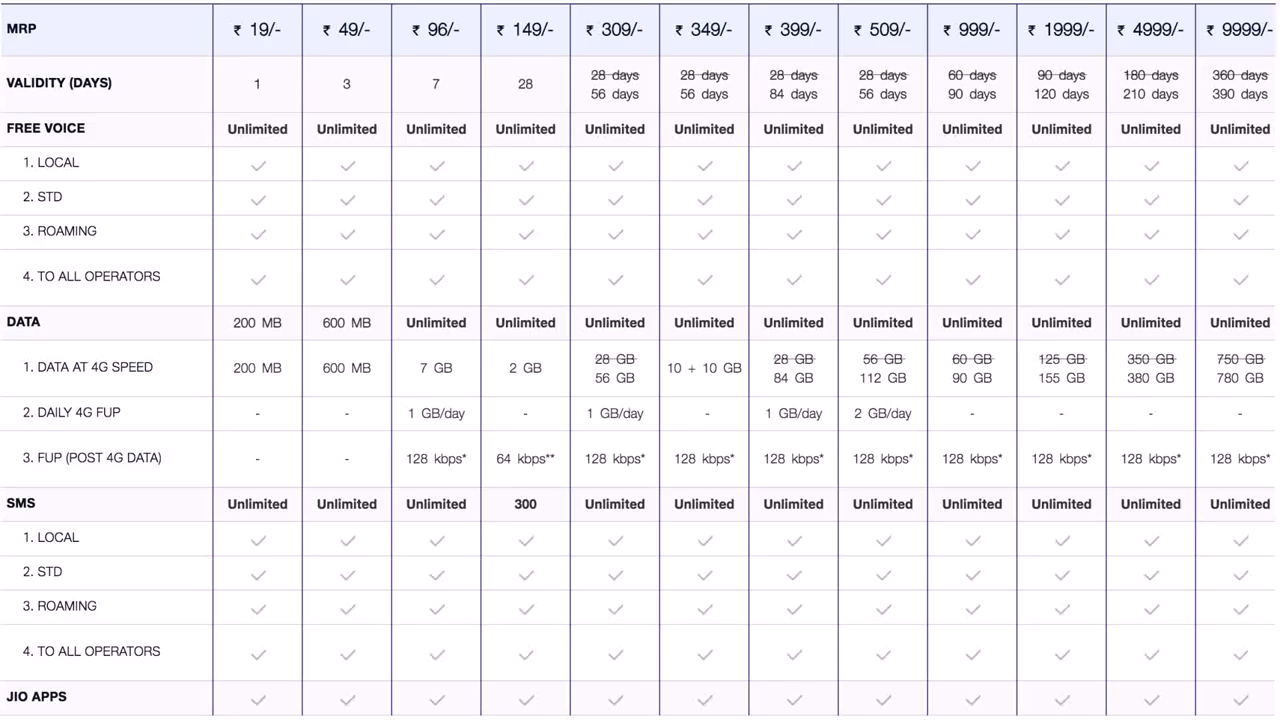 MRP ₹ 19/- ₹ 49/- ₹ 96/- ₹ 149/- ₹ 309/- ₹ 349/- ₹ 399/- ₹ 509/- ₹ 999/- ₹ 1999/- ₹ 4999/- ₹ 9999/-
28 days 28 days 28 days 28 days 60 days 90 days 180 days 360 days
VALIDITY (DAYS) 1 3 7 28
56 days 56 days 84 days 56 days 90 days 120 days 210 days 390 days
FREE VOICE Unlimited Unlimited Unlimited Unlimited Unlimited Unlimited Unlimited Unlimited Unlimited Unlimited Unlimited Unlimited
1. LOCAL
2. STD
3. ROAMING
4. TO ALL OPERATORS
DATA 200 MB 600 MB Unlimited Unlimited Unlimited Unlimited Unlimited Unlimited Unlimited Unlimited Unlimited Unlimited
28 GB 28 GB 56 GB 60 GB 125 GB 350 GB 750 GB
1. DATA AT 4G SPEED 200 MB 600 MB 7 GB 2 GB 10 + 10 GB
56 GB 84 GB 112 GB 90 GB 155 GB 380 GB 780 GB
2. DAILY 4G FUP - - 1 GB/day - 1 GB/day - 1 GB/day 2 GB/day - - - -
3. FUP (POST 4G DATA) - - 128 kbps* 64 kbps** 128 kbps* 128 kbps* 128 kbps* 128 kbps* 128 kbps* 128 kbps* 128 kbps* 128 kbps*
SMS Unlimited Unlimited Unlimited 300 Unlimited Unlimited Unlimited Unlimited Unlimited Unlimited Unlimited Unlimited
1. LOCAL
2. STD
3. ROAMING
4. TO ALL OPERATORS
JIO APPS